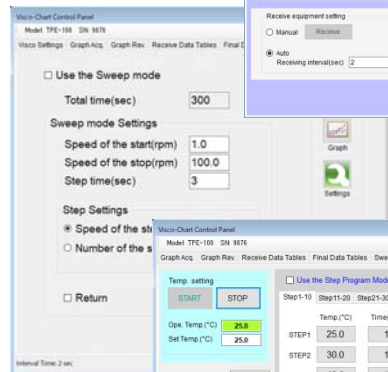 Visco-Chart Control Panel
Model TPE-100 SN 9876
Visco Settings Graph Acq. Graph Rev. Receive Data Tables Final D
Use the Sweep mode
Total time(sec) 300
Sweep mode Settings
Speed of the start(rpm) 1.0
Speed of the stop(rpm) 100.0
Step time(sec) 3
Step Settings
Speed of the
Number of the s
Return
Interval Time: 2 sec
Receive equipment setting
Manual Receive
Auto
Receiving interval(sec) 2
Graph
Settings
Visco-Chart Control Panel
Model TPE-100 SN 9876
Graph Acq. Graph Rev. Receive Data Tables Final Data Tables Swe
Temp. setting
START STOP
Ope. Temp.(°C) 25.0
Set Temp.(°C) 25.0
Use the Step Program Mod
Step1-10 Step11-20 Step21-30
Temp.(°C) Time
STEP1 25.0 1
STEP2 30.0 1